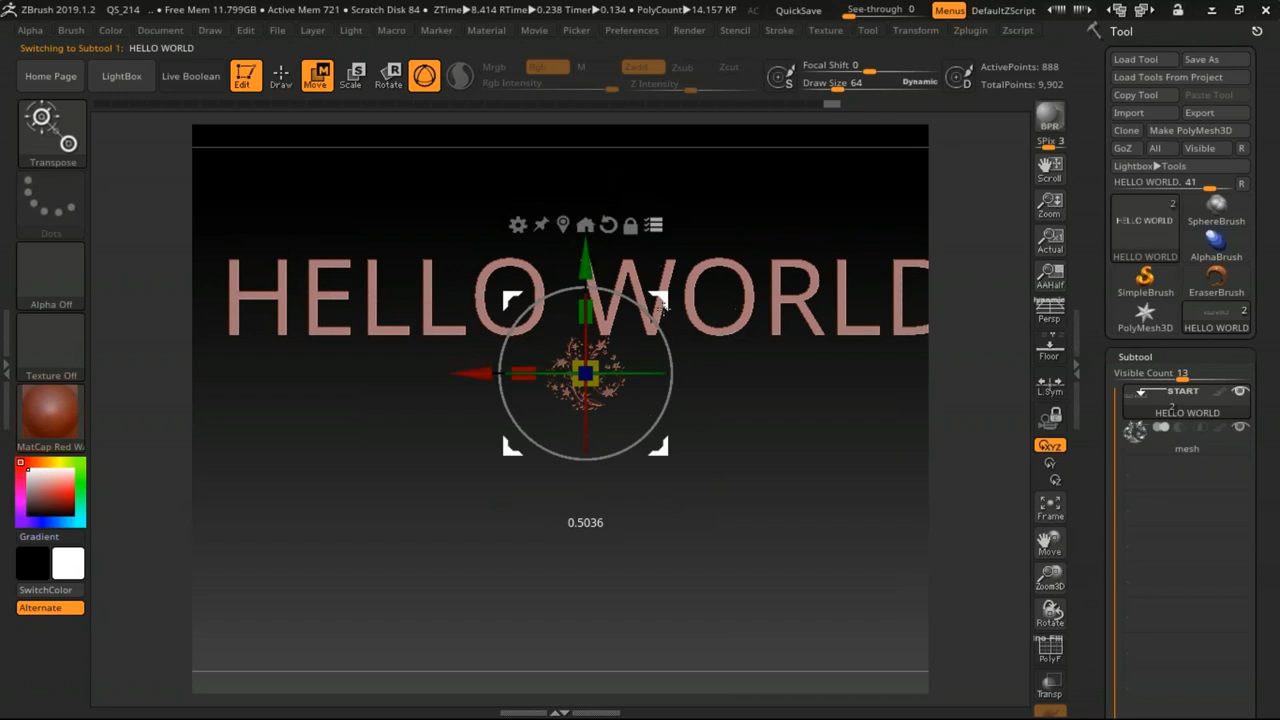 ZBrush 2019.1.2 QS_214 .. • Free Mem 11.799GB • Active Mem 721 • Scratch Disk 84 • ZTime▶8.414 RTime▶0.238 Timer▶0.134 • PolyCount▶14.157 KP AC QuickSave See-through 0 Menus DefaultZScript
Alpha Brush Color Document Draw Edit File Layer Light Macro Marker Material Movie Picker Preferences Render Stencil Stroke Texture Tool Transform Zplugin Zscript
Switching to Subtool 1: HELLO WORLD
Home Page LightBox Live Boolean Edit Draw Move Scale Rotate
Mrgb Rgb M Zadd Zsub Zcut
Rgb Intensity Z Intensity
Focal Shift 0
Draw Size 64 Dynamic
ActivePoints: 888
TotalPoints: 9,902
Transpose
Docs
Alpha Off
Texture Off
MatCap Red W
Gradient
SwitchColor
Alternate
HELLO WORLD
0.5036
BPR
SPix 3
Scroll
Zoom
Actual
AAHalf
Dynamic
Persp
Floor
L.Sym
XYZ
Frame
Move
Zoom3D
Rotate
PolyF
Transp
Tool
Load Tool Save As
Load Tools From Project
Copy Tool Paste Tool
Import Export
Clone Make PolyMesh3D
GoZ All Visible R
Lightbox▶Tools
HELLO WORLD. 41 R
2
HELLO WORLD
HELLO WORLD
SphereBrush
AlphaBrush
SimpleBrush
EraserBrush
PolyMesh3D
2
HELLO WORLD
Subtool
Visible Count 13
START
2
HELLO WORLD
mesh